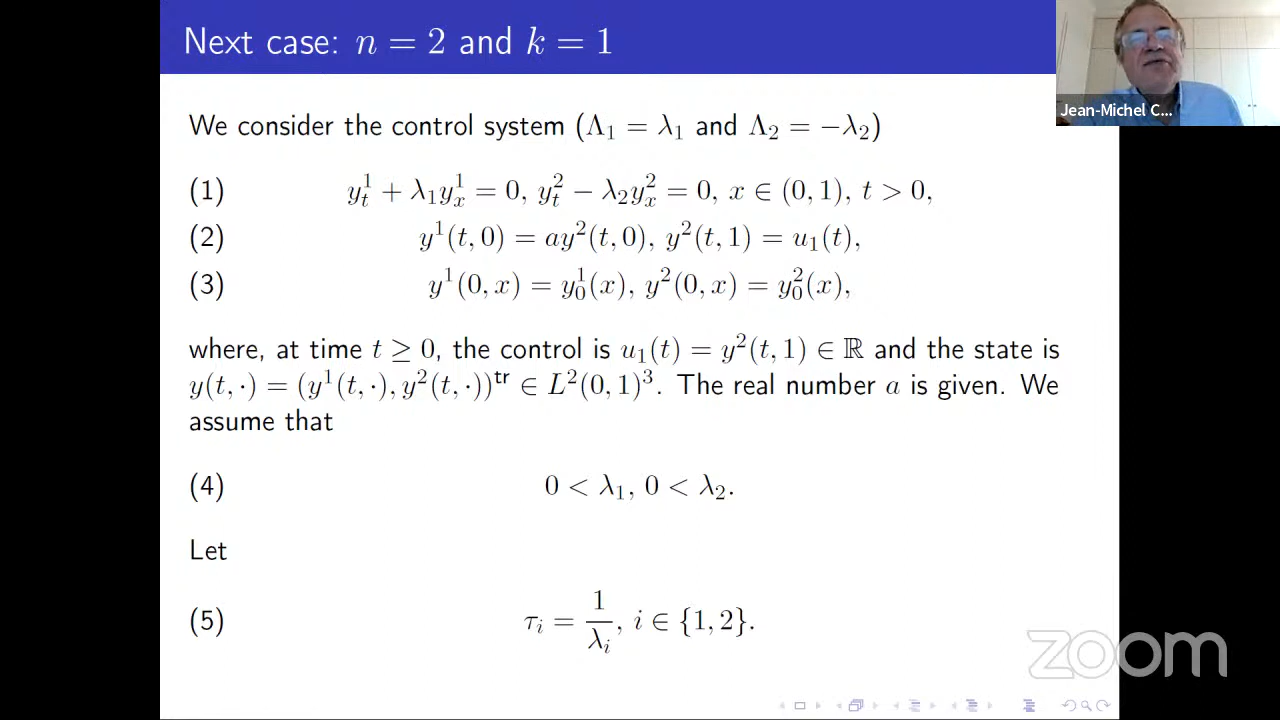 Next case: n = 2 and k = 1
Jean-Michel C...
We consider the control system (Λ₁ = λ₁ and Λ₂ = −λ₂)
(1) y¹ₜ + λ₁y¹ₓ = 0, y²ₜ − λ₂y²ₓ = 0, x ∈ (0, 1), t > 0,
(2) y¹(t, 0) = ay²(t, 0), y²(t, 1) = u₁(t),
(3) y¹(0, x) = y¹₀(x), y²(0, x) = y²₀(x),
where, at time t ≥ 0, the control is u₁(t) = y²(t, 1) ∈ ℝ and the state is
y(t, ·) = (y¹(t, ·), y²(t, ·))ᵗʳ ∈ L²(0, 1)³. The real number a is given. We
assume that
(4) 0 < λ₁, 0 < λ₂.
Let
(5) τᵢ = 1/λᵢ, i ∈ {1, 2}.
zoom